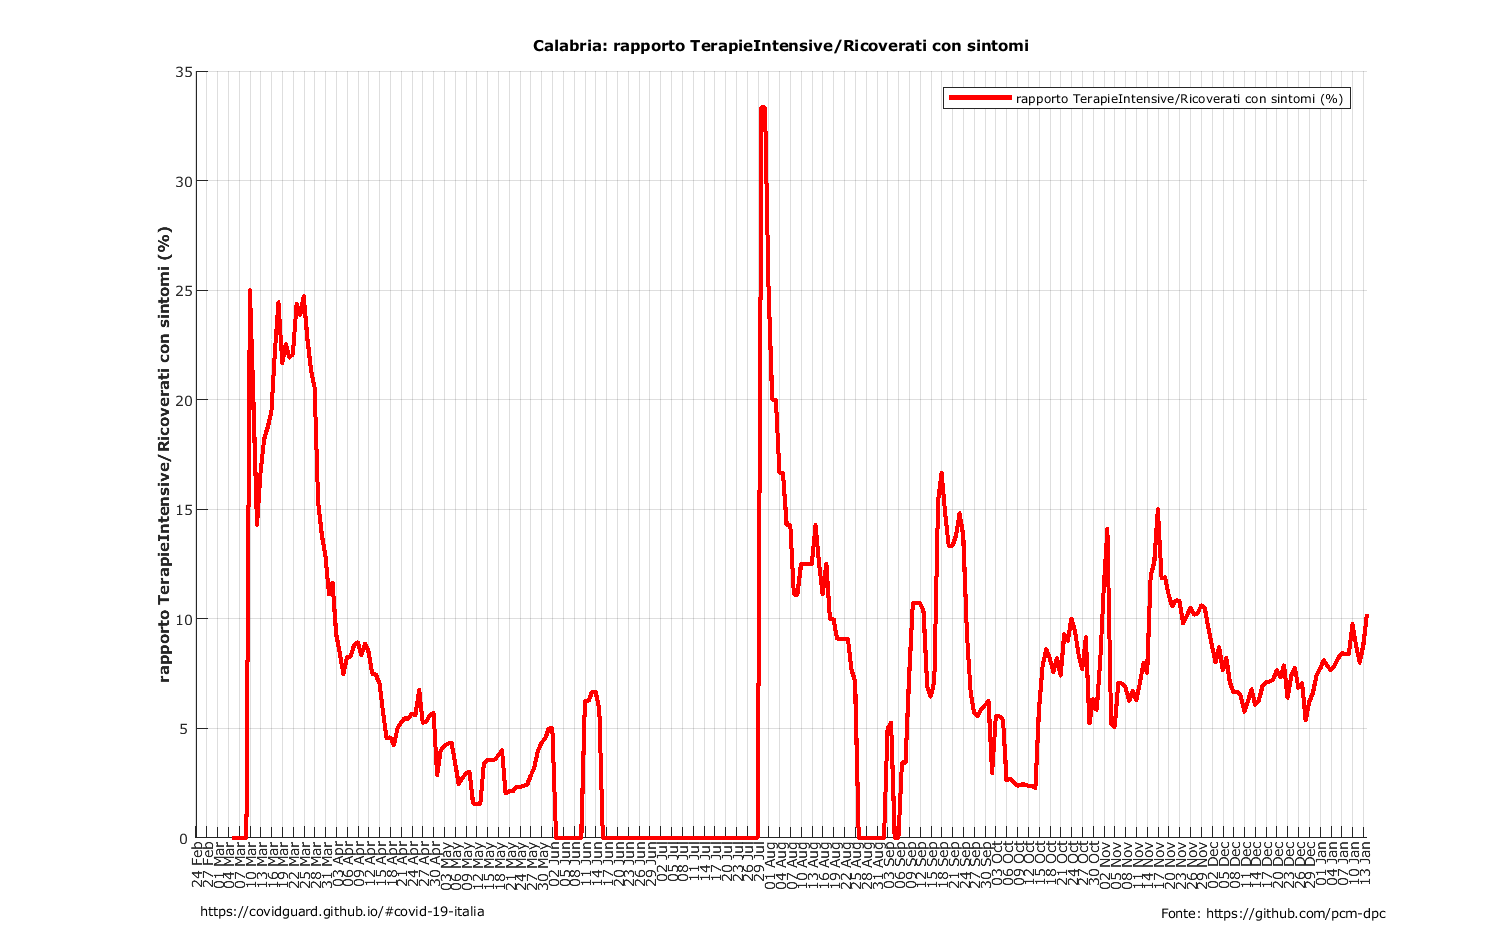 Calabria: rapporto TerapieIntensive/Ricoverati con sintomi
rapporto TerapieIntensive/Ricoverati con sintomi (%)
rapporto TerapieIntensive/Ricoverati con sintomi (%)
35
30
25
20
15
10
5
0
24 Feb
27 Feb
01 Mar
04 Mar
07 Mar
10 Mar
13 Mar
16 Mar
19 Mar
22 Mar
25 Mar
28 Mar
31 Mar
03 Apr
06 Apr
09 Apr
12 Apr
15 Apr
18 Apr
21 Apr
24 Apr
27 Apr
30 Apr
03 May
06 May
09 May
12 May
15 May
18 May
21 May
24 May
27 May
30 May
02 Jun
05 Jun
08 Jun
11 Jun
14 Jun
17 Jun
20 Jun
23 Jun
26 Jun
29 Jun
02 Jul
05 Jul
08 Jul
11 Jul
14 Jul
17 Jul
20 Jul
23 Jul
26 Jul
29 Jul
01 Aug
04 Aug
07 Aug
10 Aug
13 Aug
16 Aug
19 Aug
22 Aug
25 Aug
28 Aug
31 Aug
03 Sep
06 Sep
09 Sep
12 Sep
15 Sep
18 Sep
21 Sep
24 Sep
27 Sep
30 Sep
03 Oct
06 Oct
09 Oct
12 Oct
15 Oct
18 Oct
21 Oct
24 Oct
27 Oct
30 Oct
02 Nov
05 Nov
08 Nov
11 Nov
14 Nov
17 Nov
20 Nov
23 Nov
26 Nov
29 Nov
02 Dec
05 Dec
08 Dec
11 Dec
14 Dec
17 Dec
20 Dec
23 Dec
26 Dec
29 Dec
01 Jan
04 Jan
07 Jan
10 Jan
13 Jan
https://covidguard.github.io/#covid-19-italia
Fonte: https://github.com/pcm-dpc